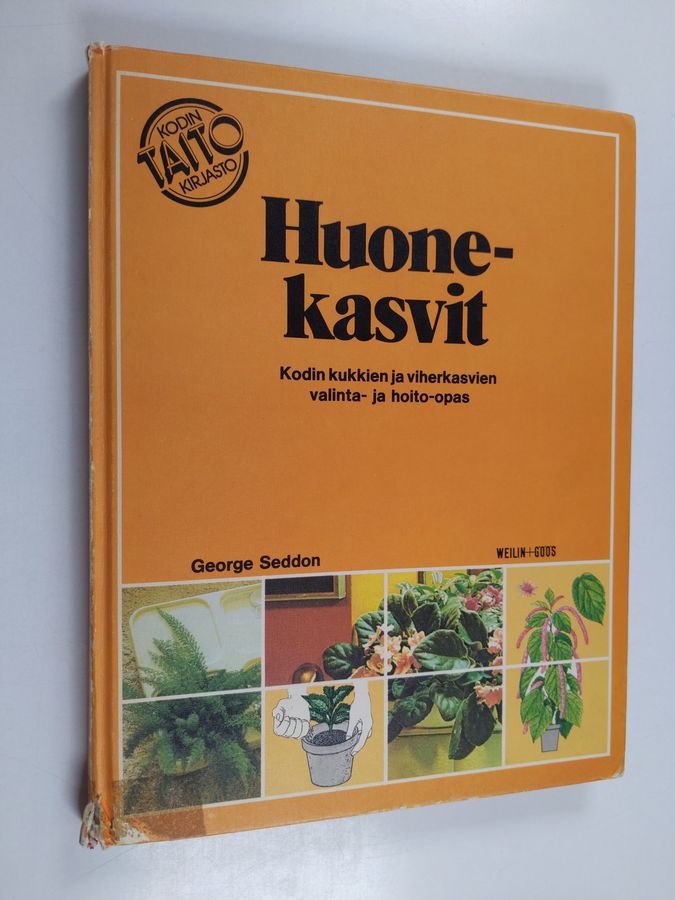 KODIN
TAITO
KIRJASTO
Huone-
kasvit
Kodin kukkien ja viherkasvien
valinta- ja hoito-opas
George Seddon
WEILIN+GÖÖS